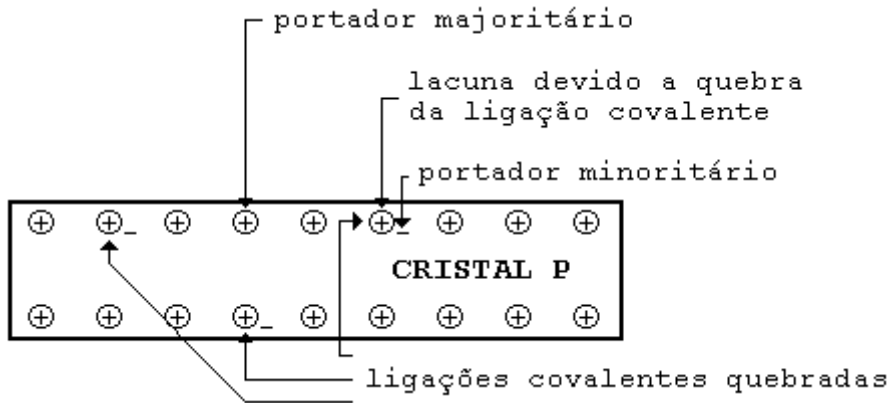 portador majoritário
lacuna devido a quebra
da ligação covalente
portador minoritário
CRISTAL P
ligações covalentes quebradas